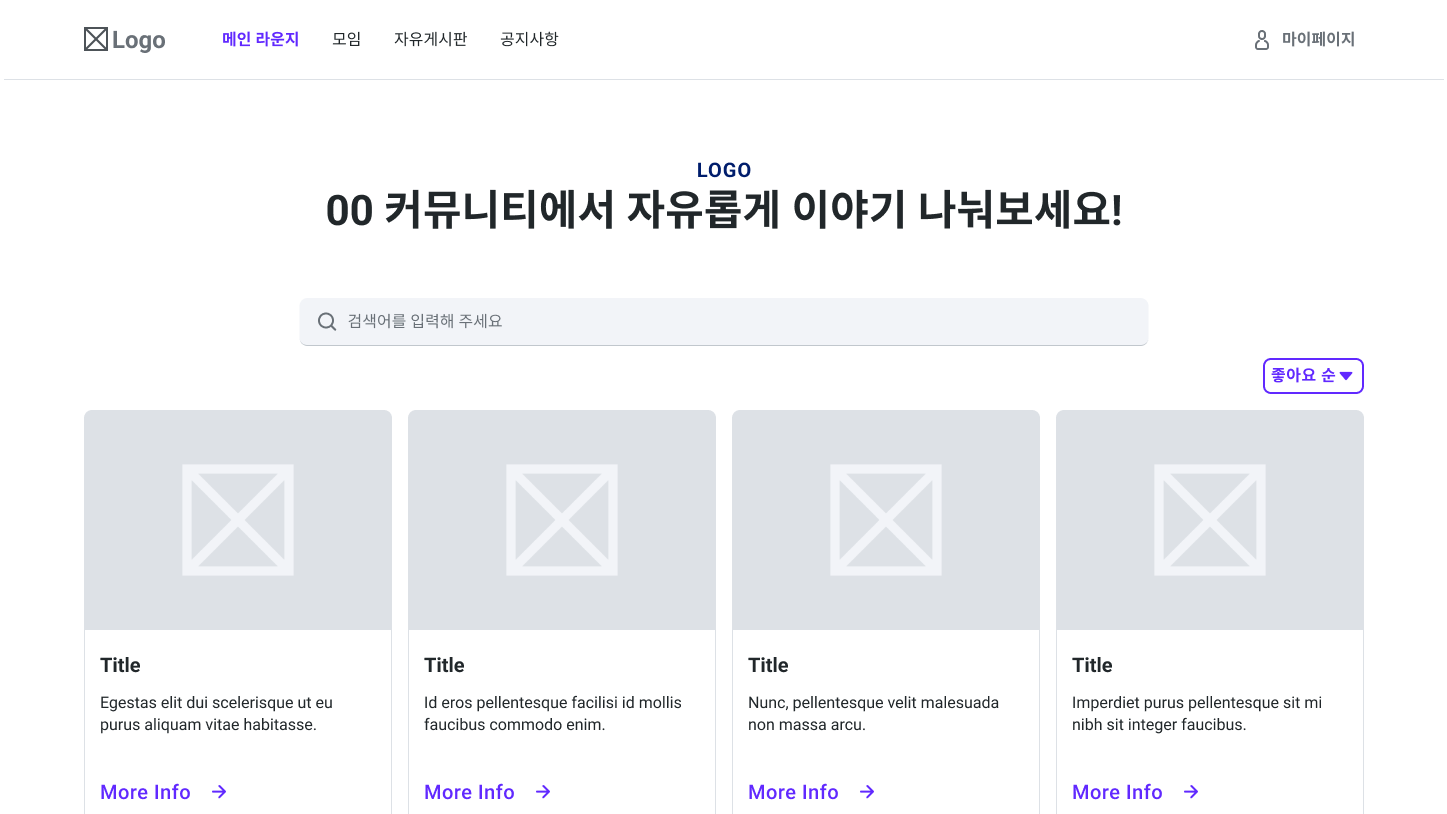 Logo
메인 라운지
모임
자유게시판
공지사항
마이페이지
LOGO
00 커뮤니티에서 자유롭게 이야기 나눠보세요!
검색어를 입력해 주세요
좋아요 순
Title
Egestas elit dui scelerisque ut eu
purus aliquam vitae habitasse.
More Info
Title
Id eros pellentesque facilisi id mollis
faucibus commodo enim.
More Info
Title
Nunc, pellentesque velit malesuada
non massa arcu.
More Info
Title
Imperdiet purus pellentesque sit mi
nibh sit integer faucibus.
More Info